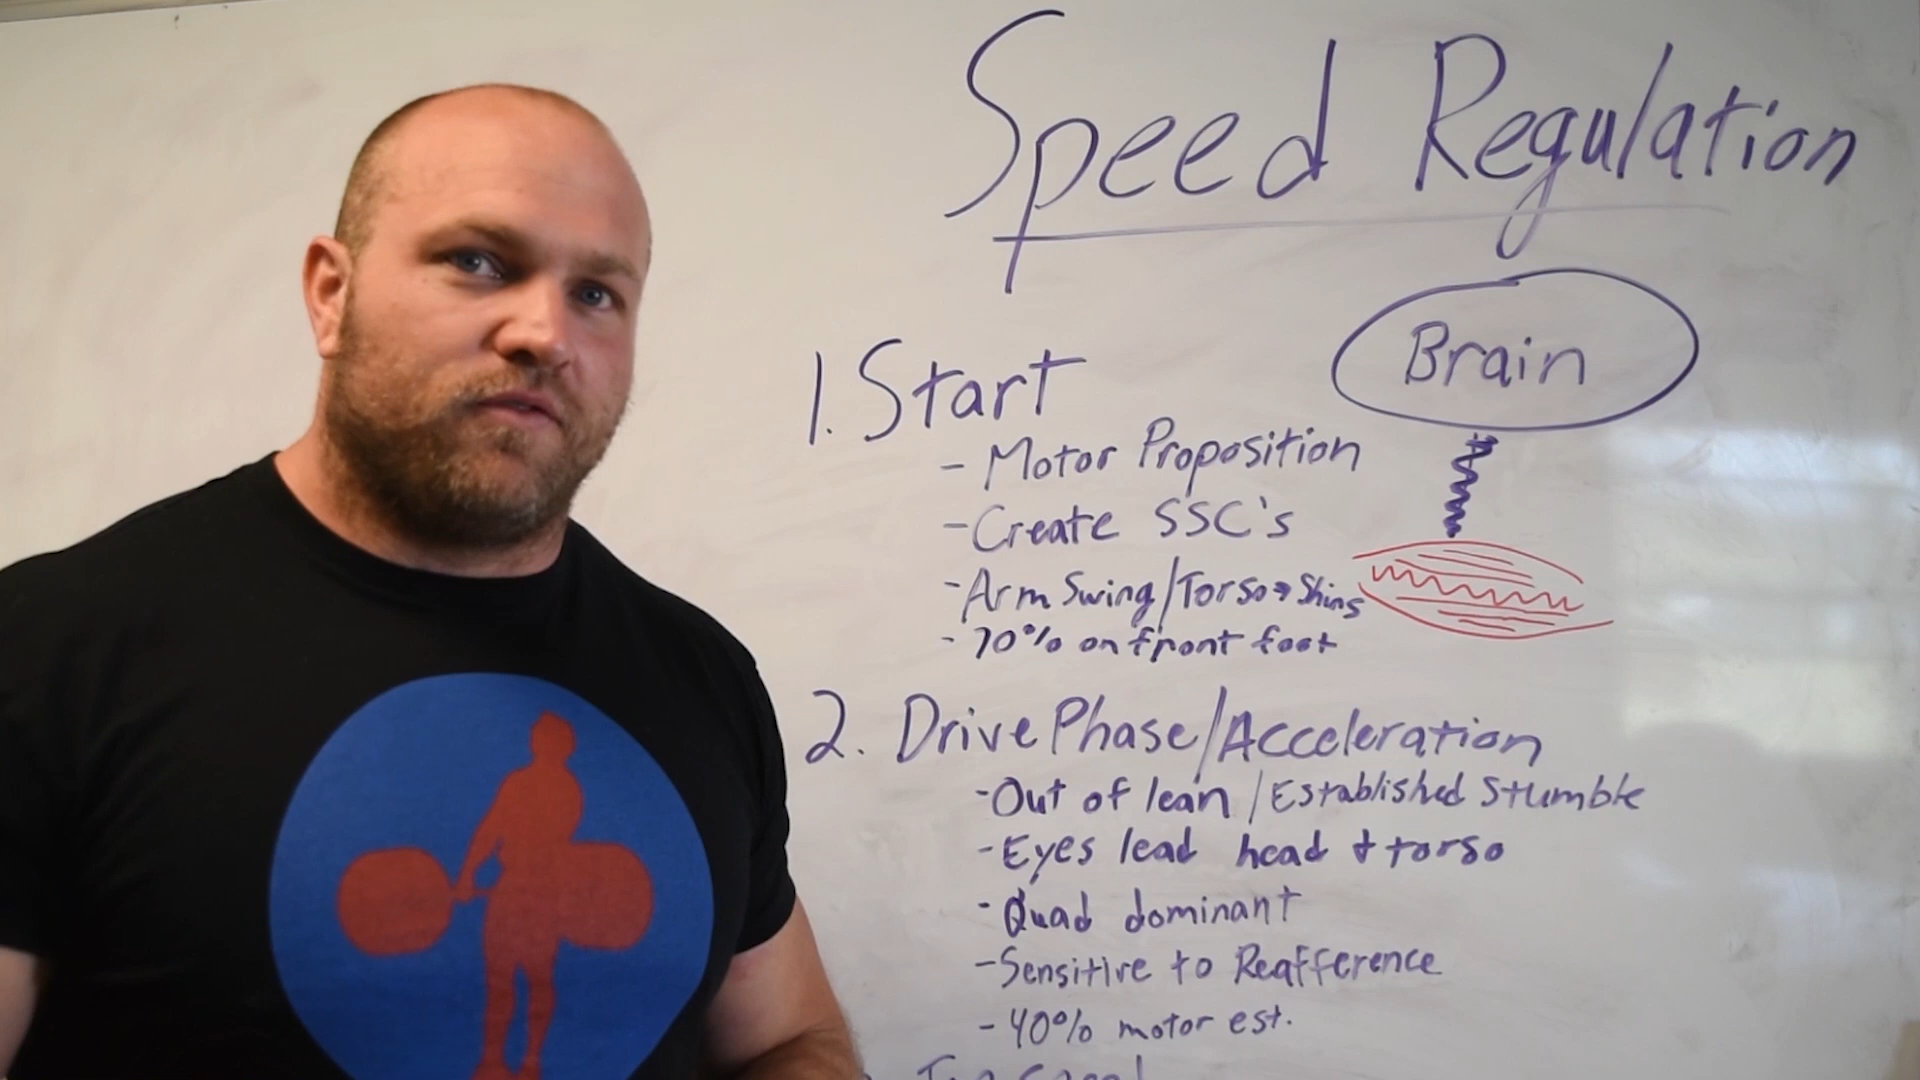 Speed Regulation
Brain
1. Start
- Motor Proposition
- Create SSC's
- Arm Swing/Torso→Shins
- 70% on front foot
2. Drive Phase/Acceleration
- Out of lean / Established Stumble
- Eyes lead head & torso
- Quad dominant
- Sensitive to Reafference
- 40% motor est.
Top Speed